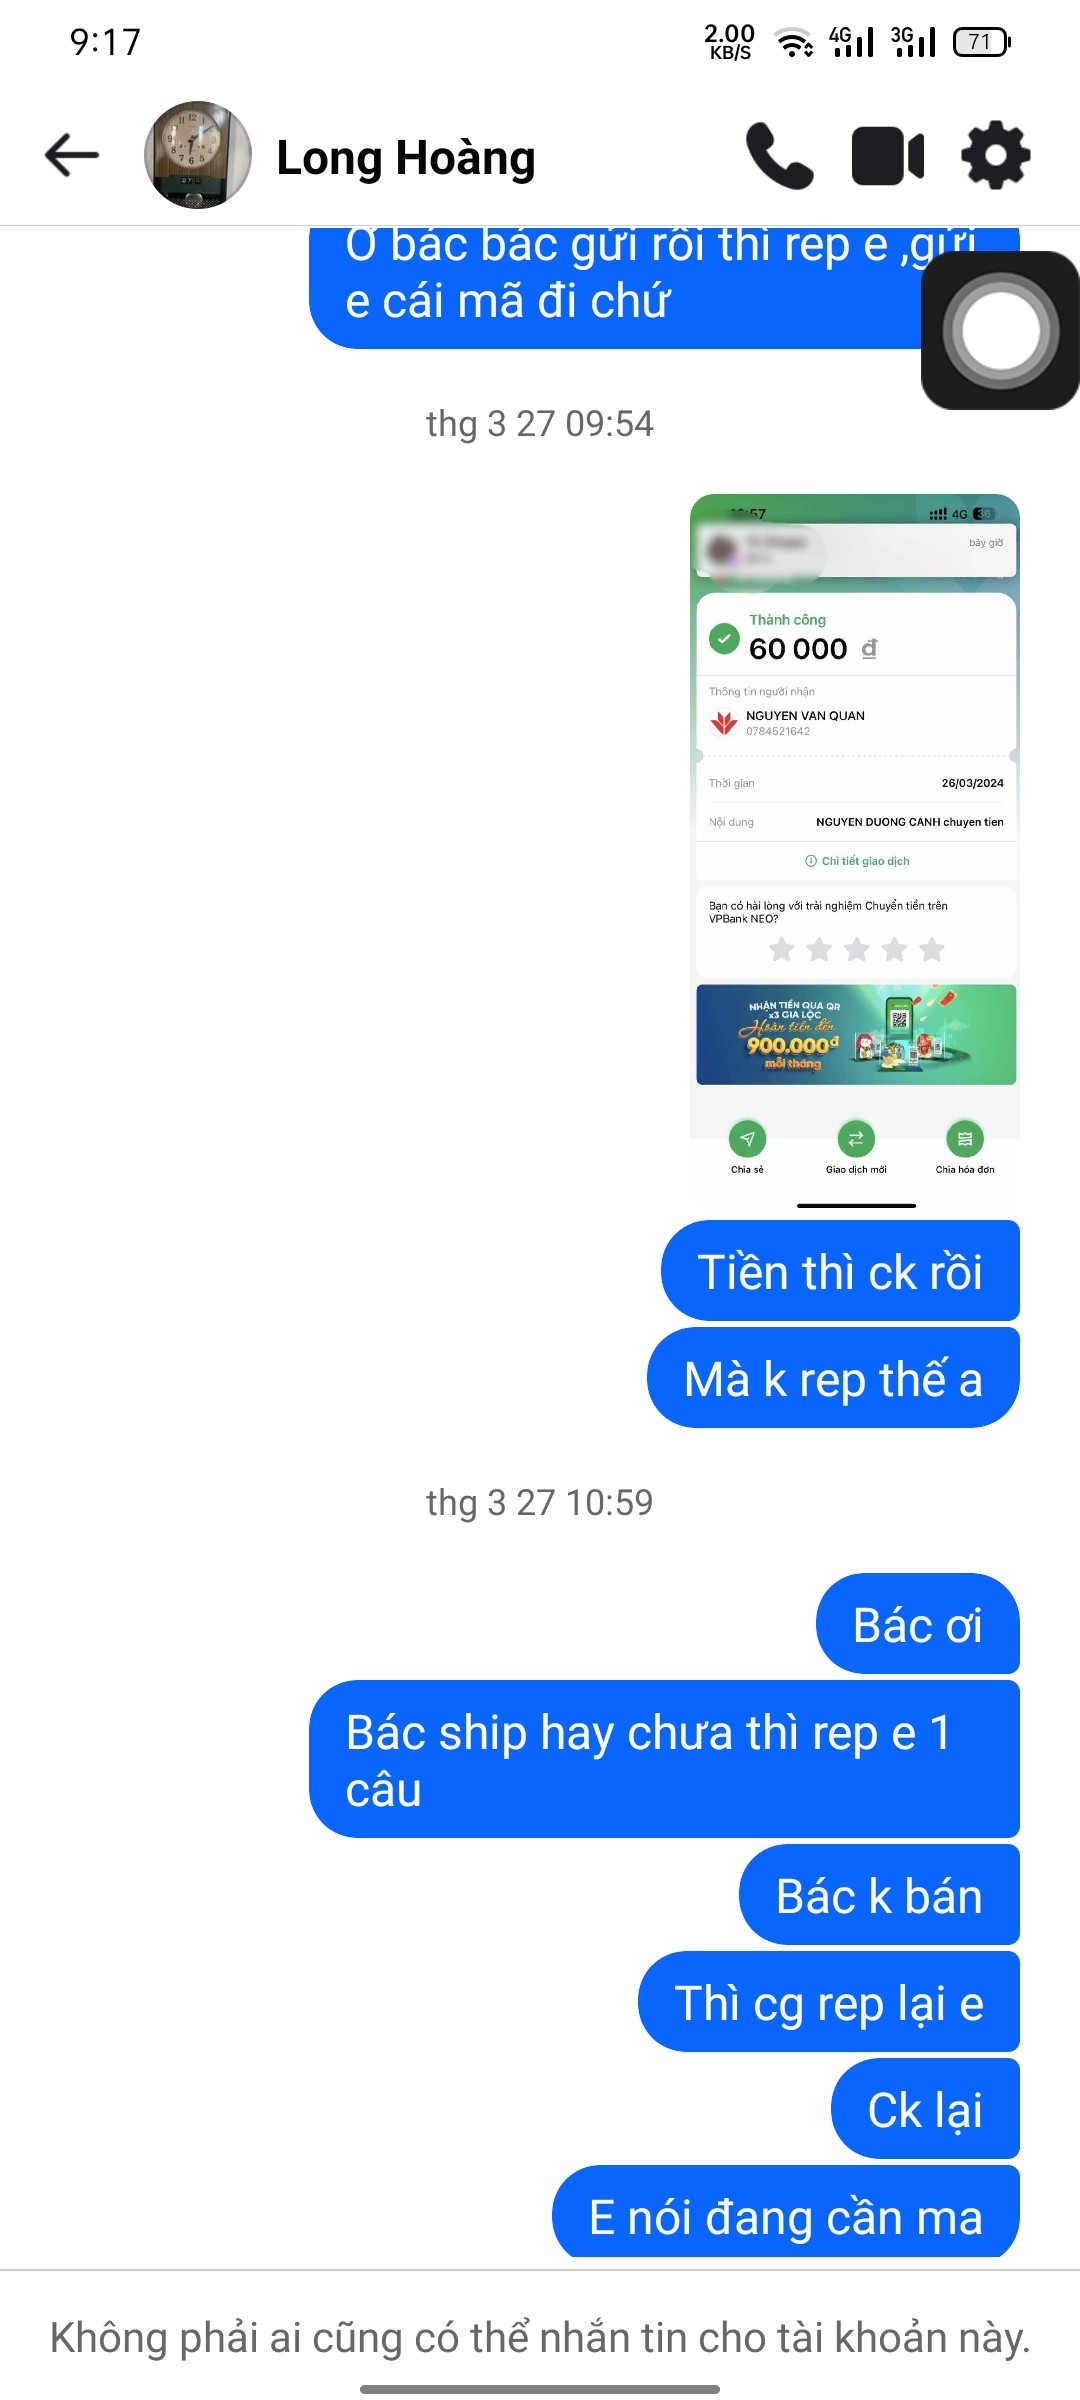 9:17
2.00
KB/S
4G
3G
71
Long Hoàng
Ơ bác bác gửi rồi thì rep e ,gửi
e cái mã đi chứ
thg 3 27 09:54
4G
36
bây giờ
Thành công
60 000 đ
Thông tin người nhận
NGUYEN VAN QUAN
0784521642
Thời gian
26/03/2024
Nội dung
NGUYEN DUONG CANH chuyen tien
Chi tiết giao dịch
Bạn có hài lòng với trải nghiệm Chuyển tiền trên
VPBank NEO?
NHẬN TIỀN QUA QR
x3 GIA LỘC
Hoàn tiền đến
900.000đ
mỗi tháng
Chia sẻ
Giao dịch mới
Chia hóa đơn
Tiền thì ck rồi
Mà k rep thế a
thg 3 27 10:59
Bác ơi
Bác ship hay chưa thì rep e 1
câu
Bác k bán
Thì cg rep lại e
Ck lại
E nói đang cần ma
Không phải ai cũng có thể nhắn tin cho tài khoản này.